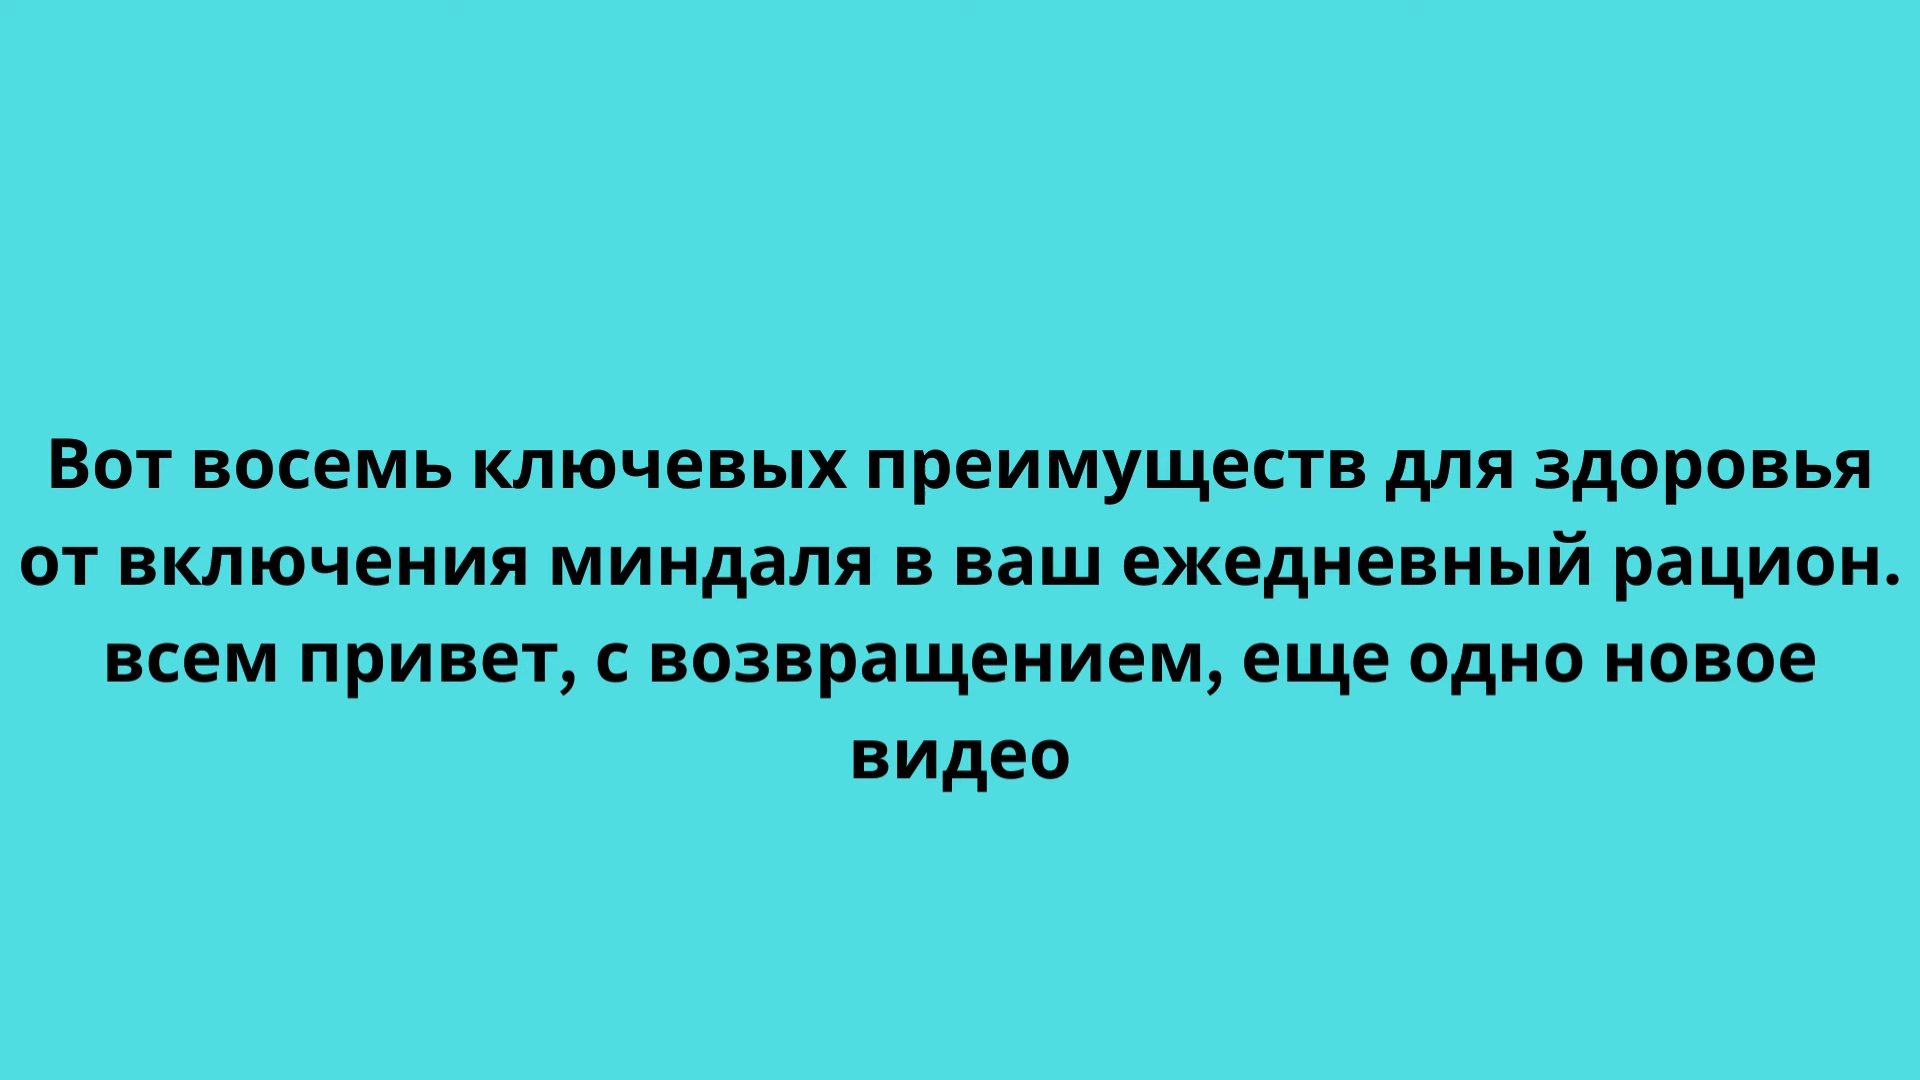 Вот восемь ключевых преимуществ для здоровья
от включения миндаля в ваш ежедневный рацион.
всем привет, с возвращением, еще одно новое
видео